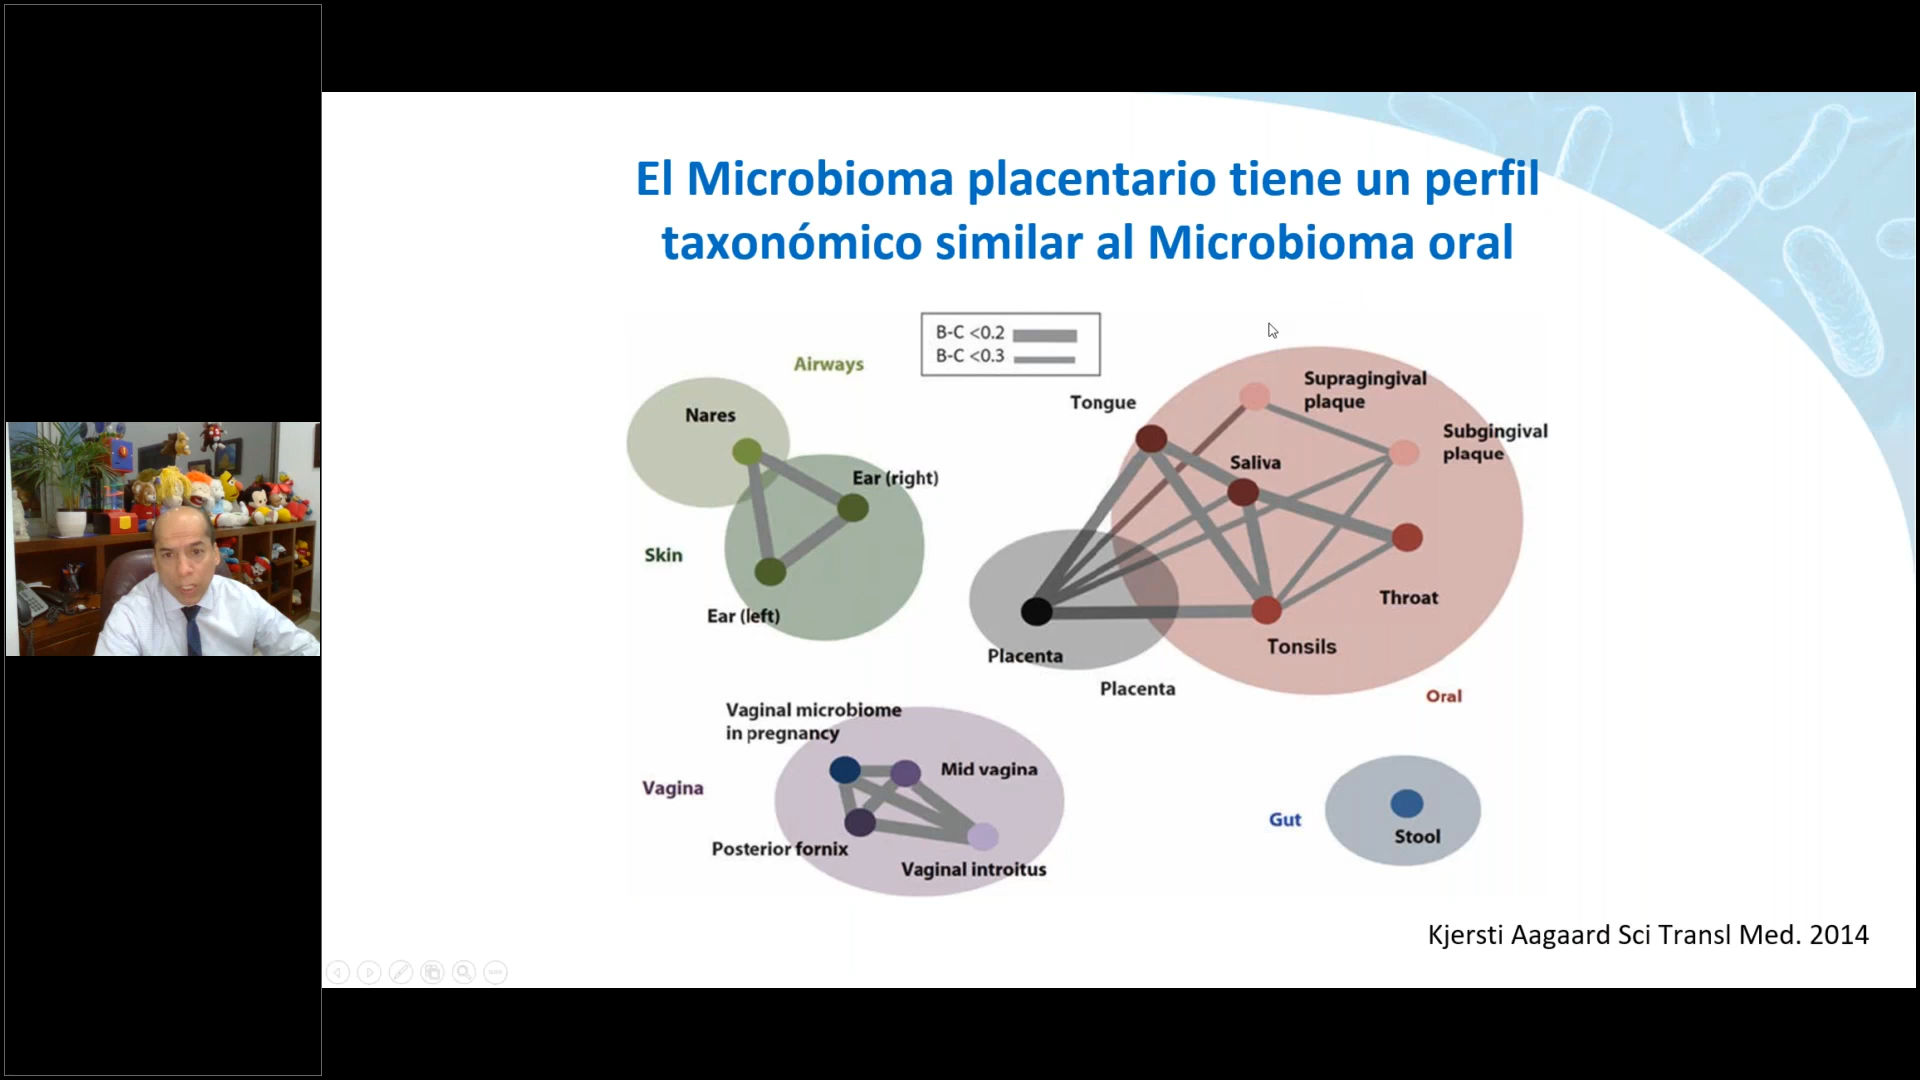 El Microbioma placentario tiene un perfil
taxonómico similar al Microbioma oral
B-C <0.2
B-C <0.3
Airways
Nares
Ear (right)
Skin
Ear (left)
Tongue
Supragingival
plaque
Subgingival
plaque
Saliva
Throat
Tonsils
Placenta
Placenta
Oral
Vaginal microbiome
in pregnancy
Mid vagina
Vagina
Posterior fornix
Vaginal introitus
Gut
Stool
Kjersti Aagaard Sci Transl Med. 2014